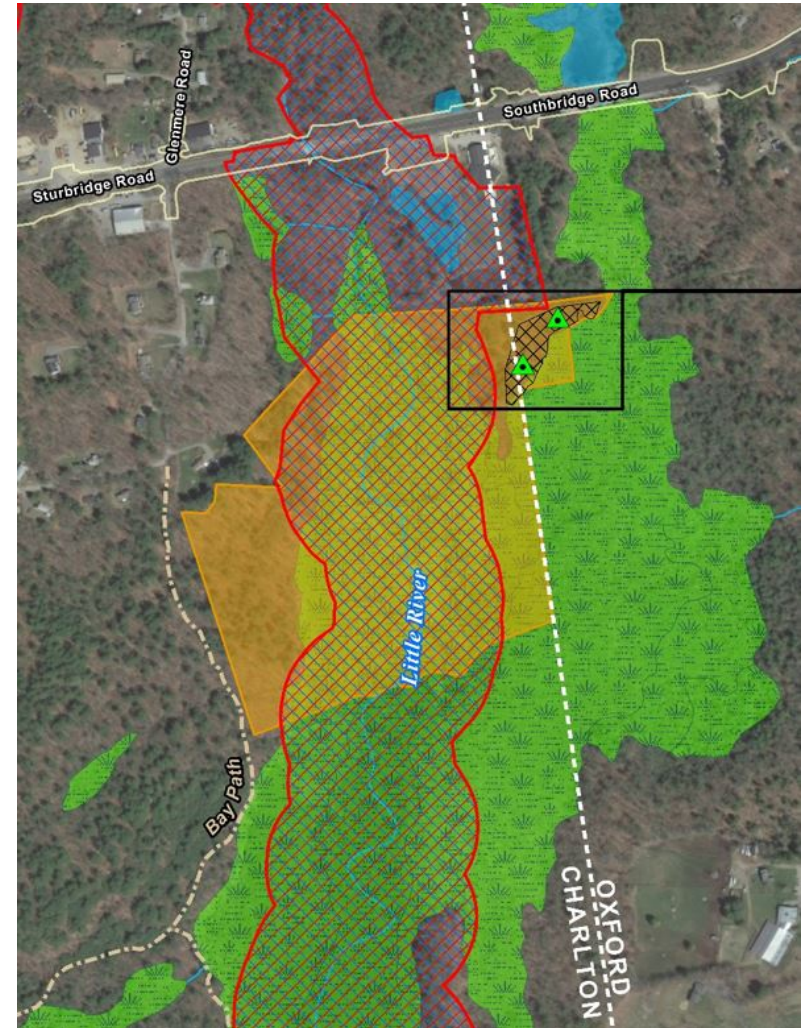 Glenmere Road
Southbridge Road
Sturbridge Road
Little River
Bay Path
OXFORD
CHARLTON